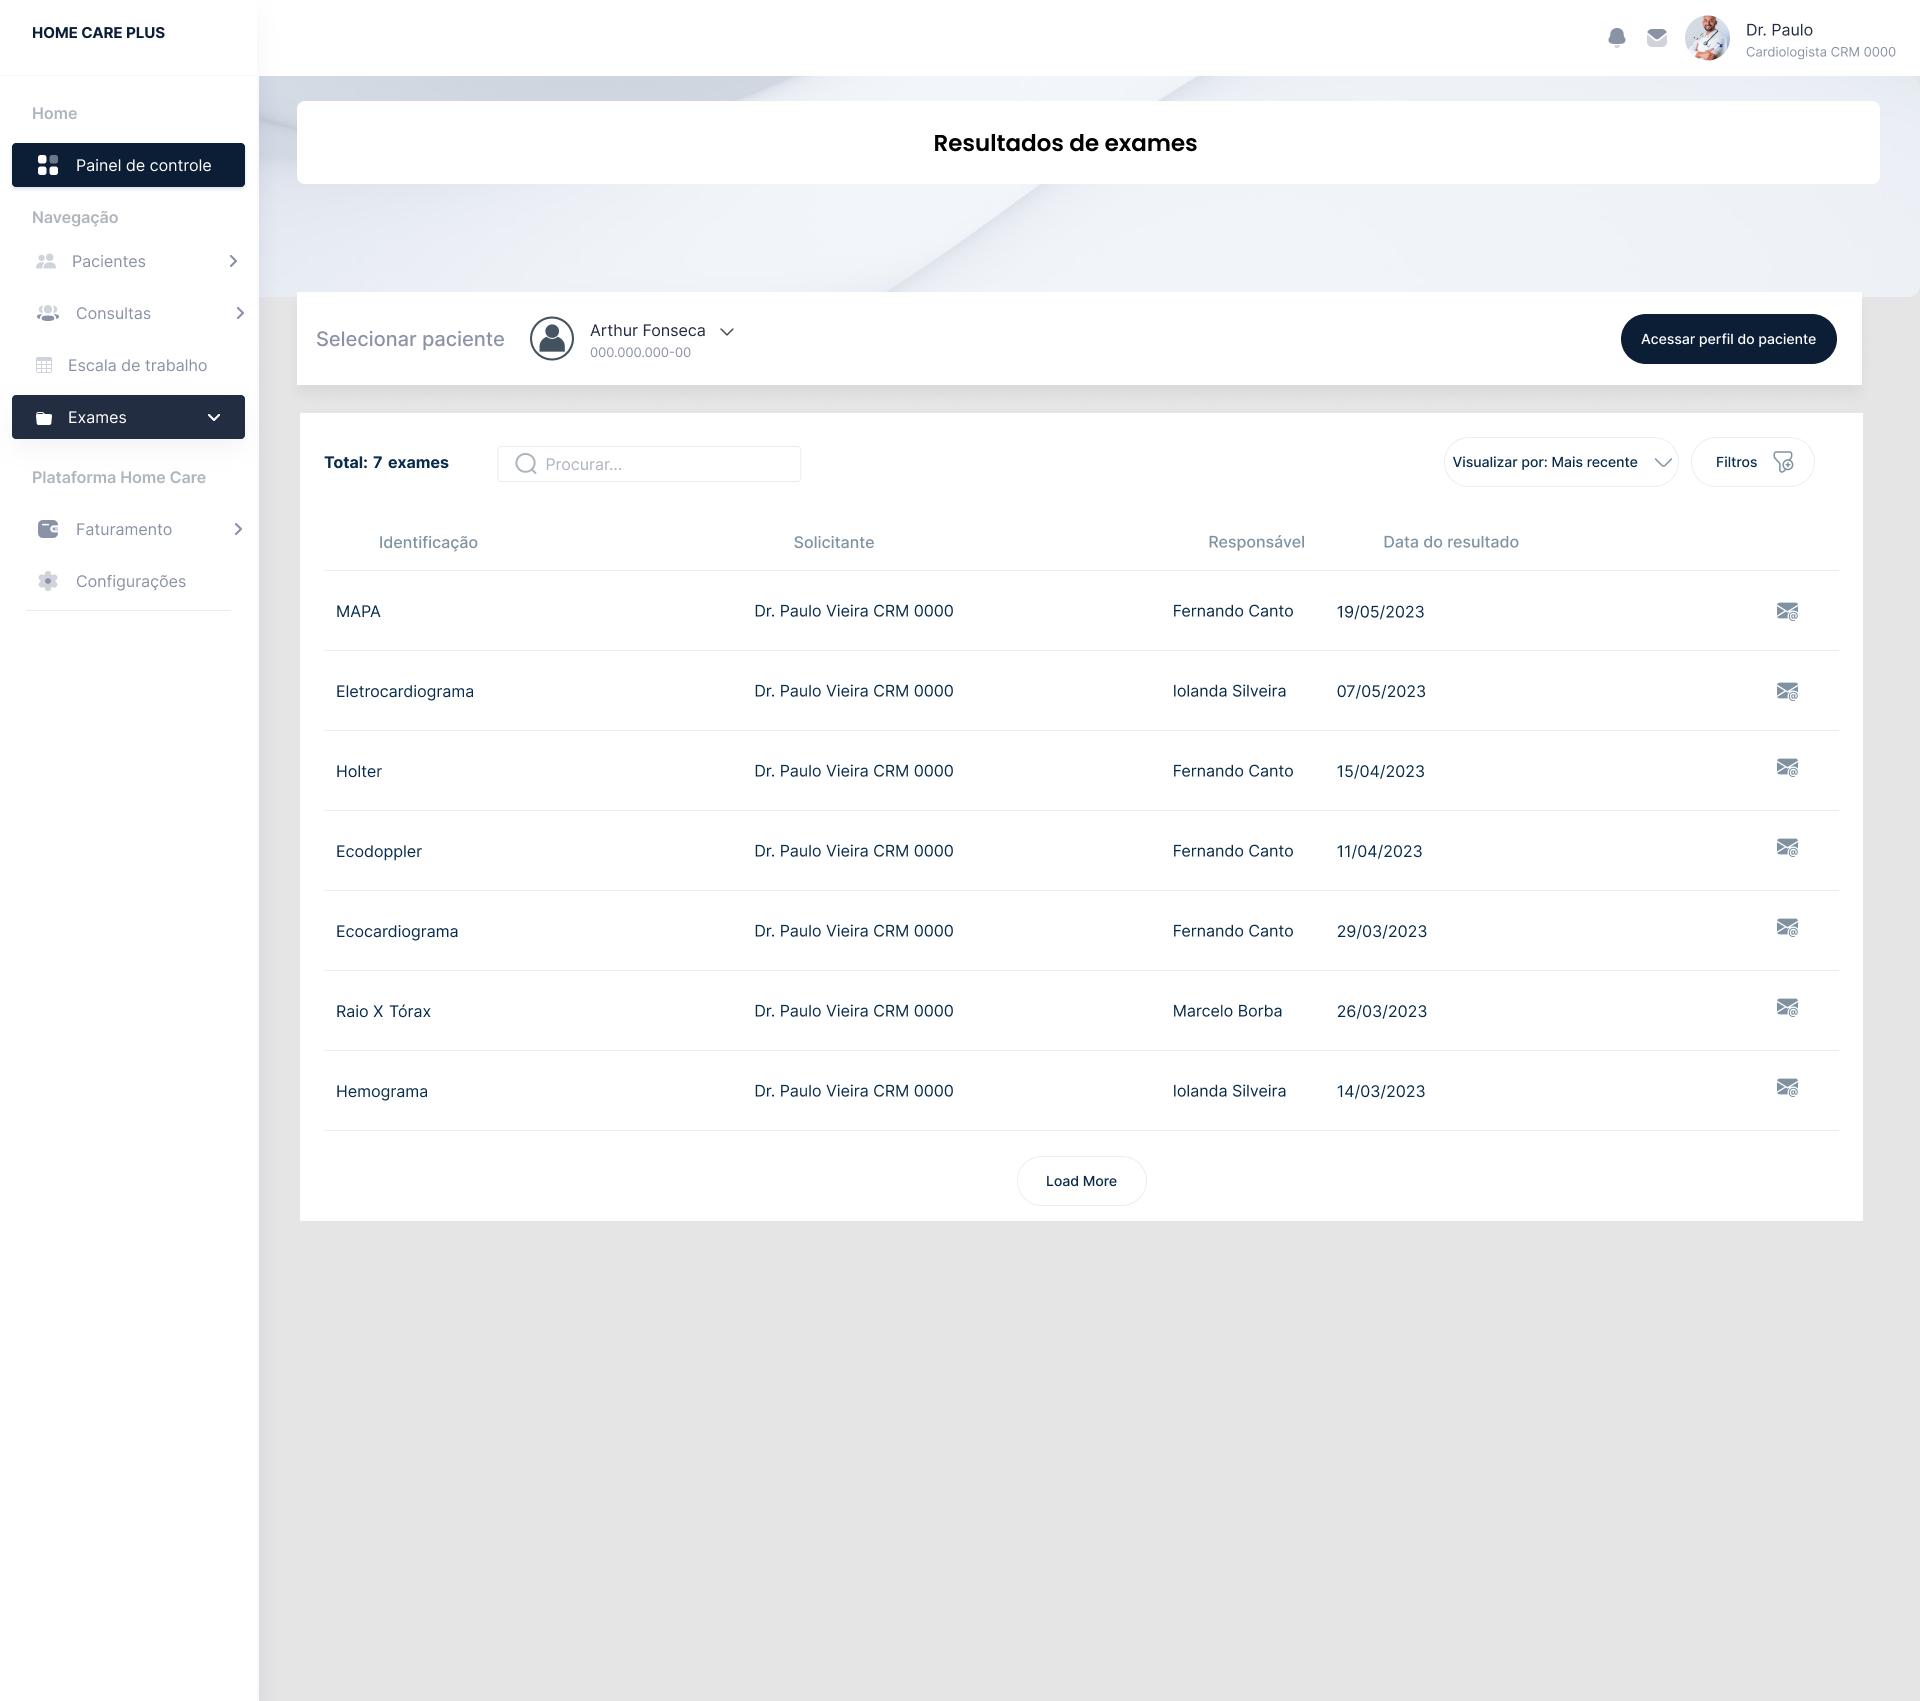 HOME CARE PLUS
Dr. Paulo
Cardiologista CRM 0000
Home
Painel de controle
Navegação
Pacientes
Consultas
Escala de trabalho
Exames
Plataforma Home Care
Faturamento
Configurações
Resultados de exames
Selecionar paciente
Arthur Fonseca
000.000.000-00
Acessar perfil do paciente
Total: 7 exames
Procurar...
Visualizar por: Mais recente
Filtros
Identificação Solicitante Responsável Data do resultado
MAPA Dr. Paulo Vieira CRM 0000 Fernando Canto 19/05/2023
Eletrocardiograma Dr. Paulo Vieira CRM 0000 Iolanda Silveira 07/05/2023
Holter Dr. Paulo Vieira CRM 0000 Fernando Canto 15/04/2023
Ecodoppler Dr. Paulo Vieira CRM 0000 Fernando Canto 11/04/2023
Ecocardiograma Dr. Paulo Vieira CRM 0000 Fernando Canto 29/03/2023
Raio X Tórax Dr. Paulo Vieira CRM 0000 Marcelo Borba 26/03/2023
Hemograma Dr. Paulo Vieira CRM 0000 Iolanda Silveira 14/03/2023
Load More